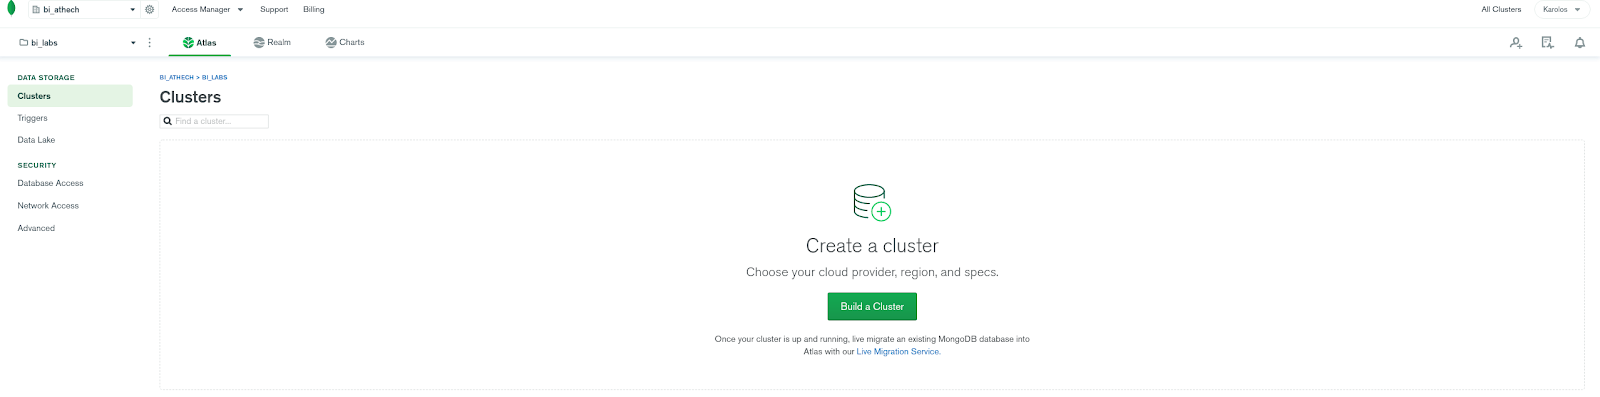 bi_athech
Access Manager
Support
Billing
All Clusters
Karolos
bi_labs
Atlas
Realm
Charts
DATA STORAGE
Clusters
Triggers
Data Lake
SECURITY
Database Access
Network Access
Advanced
BI_ATHECH > BI_LABS
Clusters
Find a cluster...
Create a cluster
Choose your cloud provider, region, and specs.
Build a Cluster
Once your cluster is up and running, live migrate an existing MongoDB database into
Atlas with our Live Migration Service.